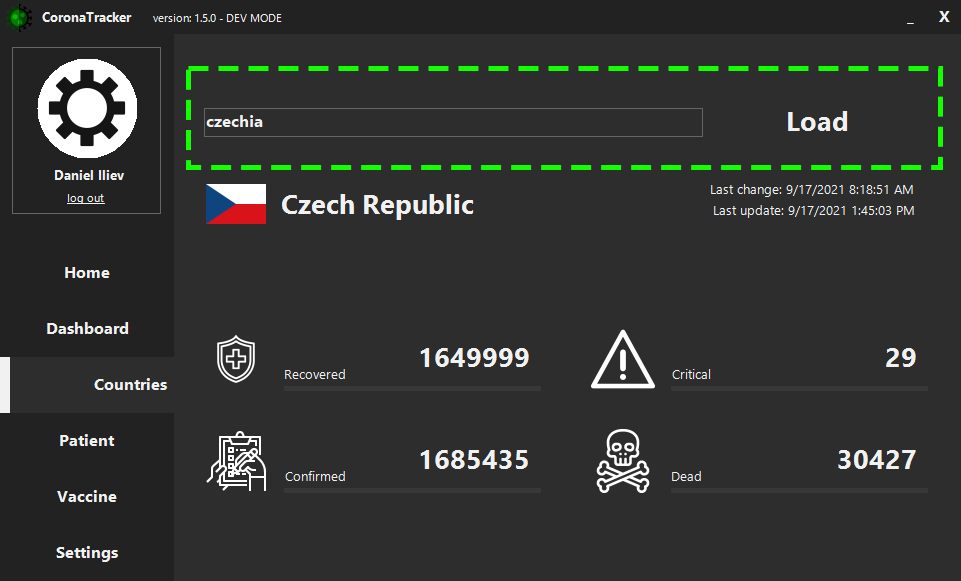 CoronaTracker version: 1.5.0 - DEV MODE _ X
Daniel Iliev
log out
Home
Dashboard
Countries
Patient
Vaccine
Settings
czechia Load
Czech Republic
Last change: 9/17/2021 8:18:51 AM
Last update: 9/17/2021 1:45:03 PM
Recovered 1649999
Critical 29
Confirmed 1685435
Dead 30427